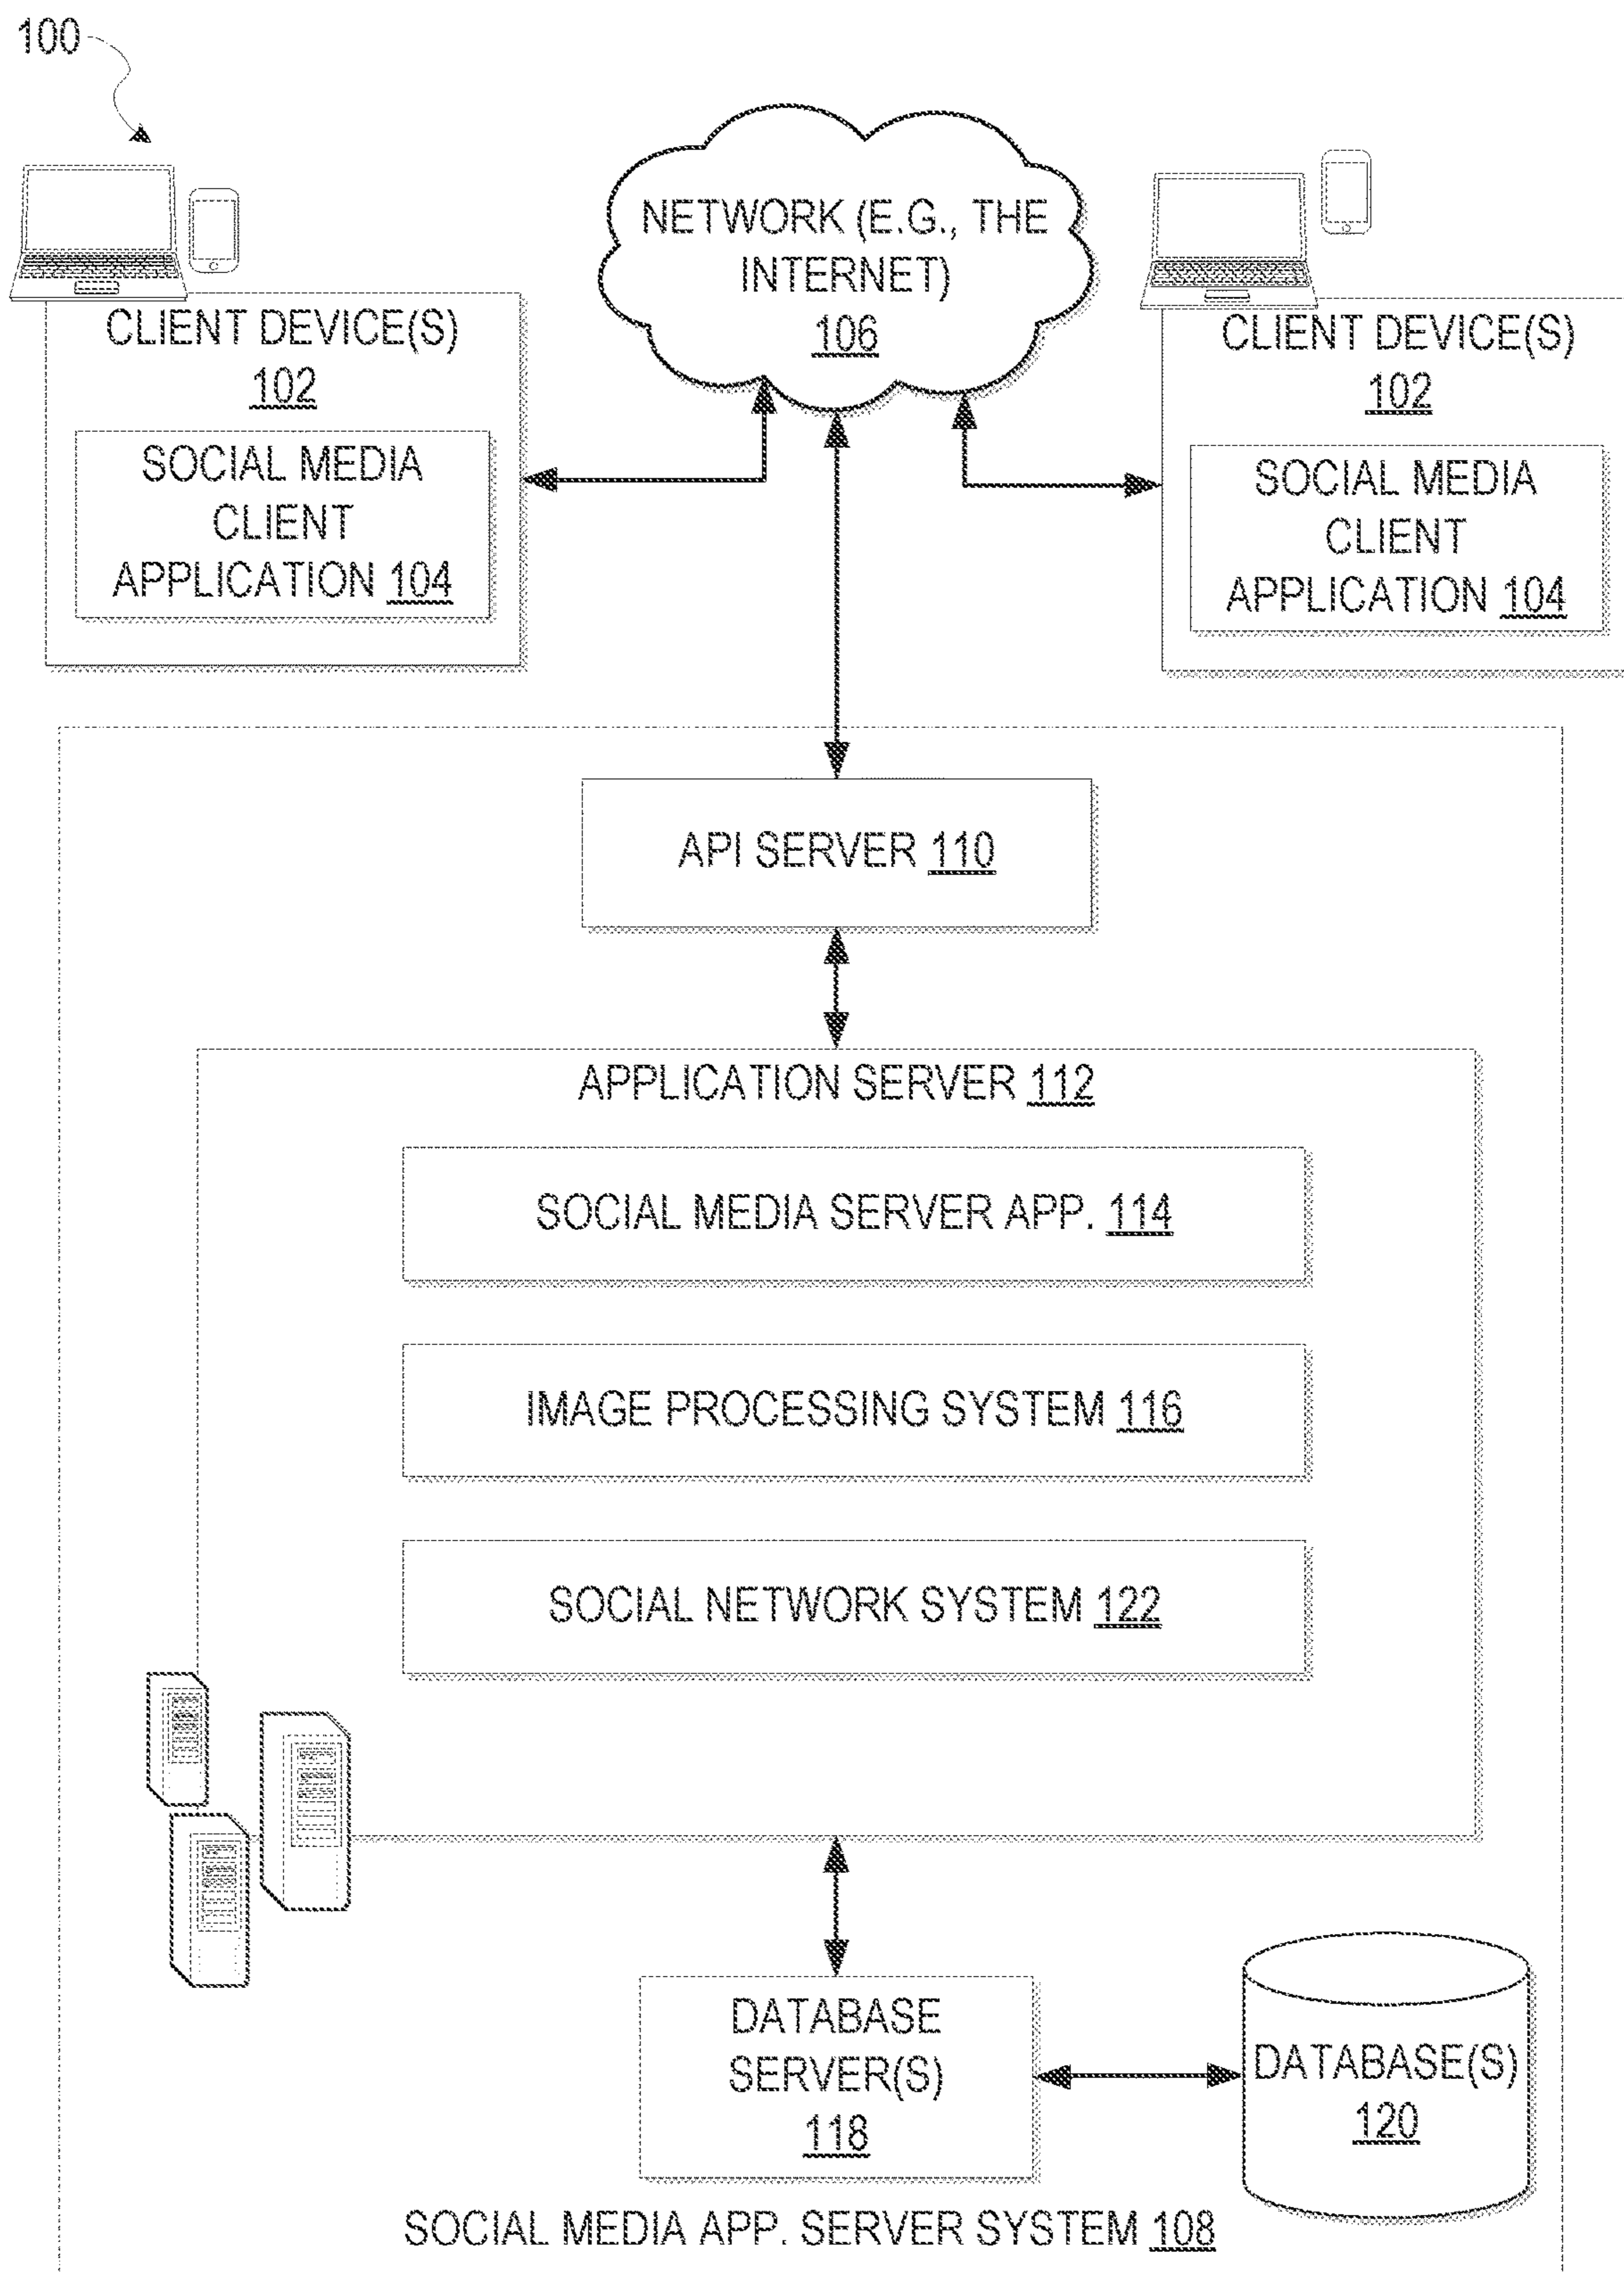 100
NETWORK (E.G., THE
INTERNET)
106
CLIENT DEVICE(S)
102
SOCIAL MEDIA
CLIENT
APPLICATION 104
CLIENT DEVICE(S)
102
SOCIAL MEDIA
CLIENT
APPLICATION 104
API SERVER 110
APPLICATION SERVER 112
SOCIAL MEDIA SERVER APP. 114
IMAGE PROCESSING SYSTEM 116
SOCIAL NETWORK SYSTEM 122
DATABASE
SERVER(S)
118
DATABASE(S)
120
SOCIAL MEDIA APP. SERVER SYSTEM 108